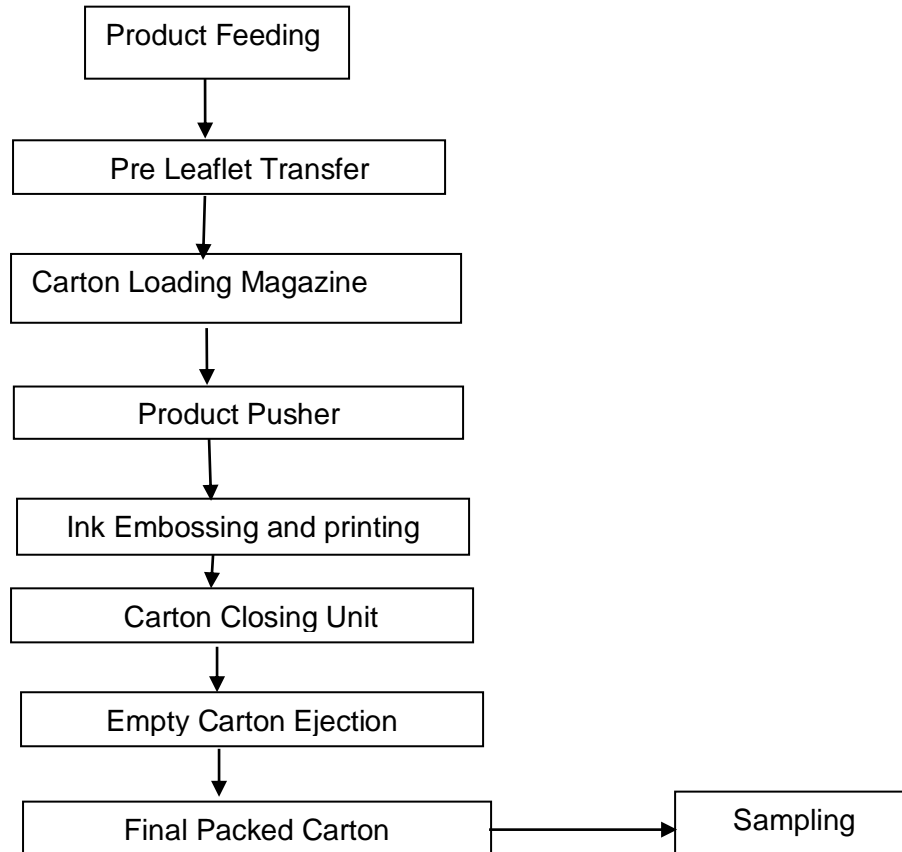 Product Feeding
Pre Leaflet Transfer
Carton Loading Magazine
Product Pusher
Ink Embossing and printing
Carton Closing Unit
Empty Carton Ejection
Final Packed Carton
Sampling